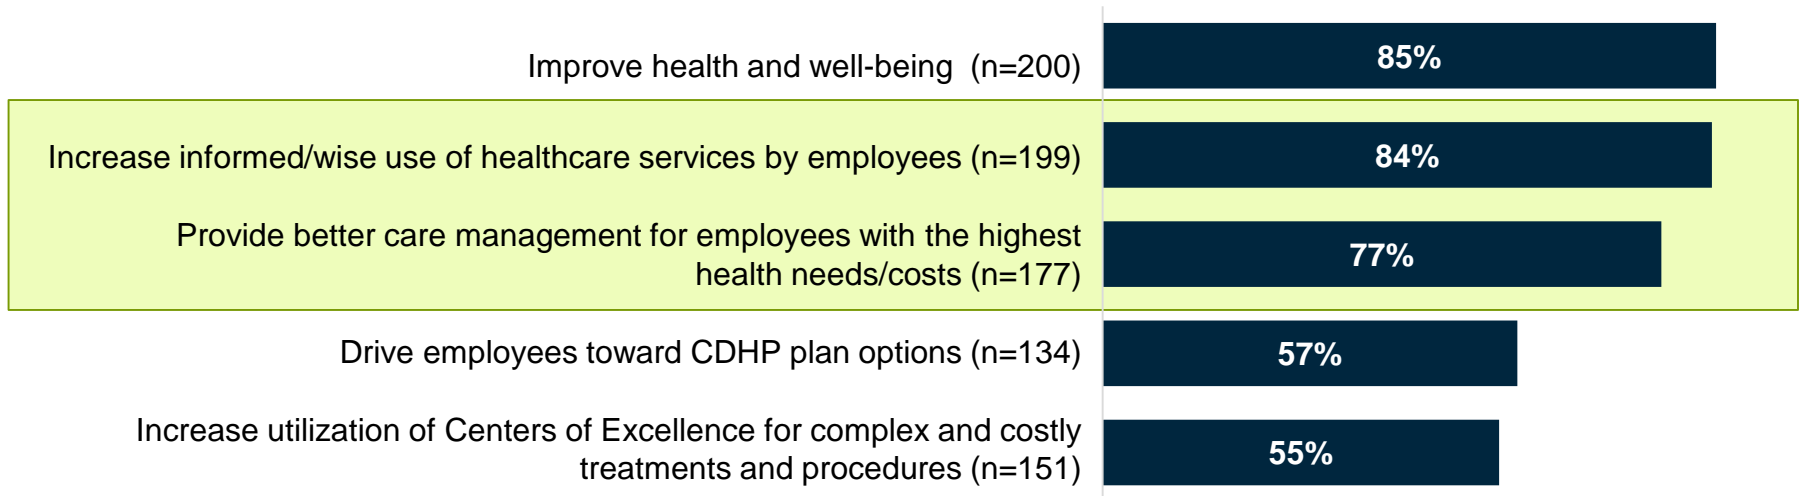 Improve health and well-being  (n=200)
85%
Increase informed/wise use of healthcare services by employees (n=199)
84%
Provide better care management for employees with the highest
health needs/costs (n=177)
77%
Drive employees toward CDHP plan options (n=134)
57%
Increase utilization of Centers of Excellence for complex and costly
treatments and procedures (n=151)
55%